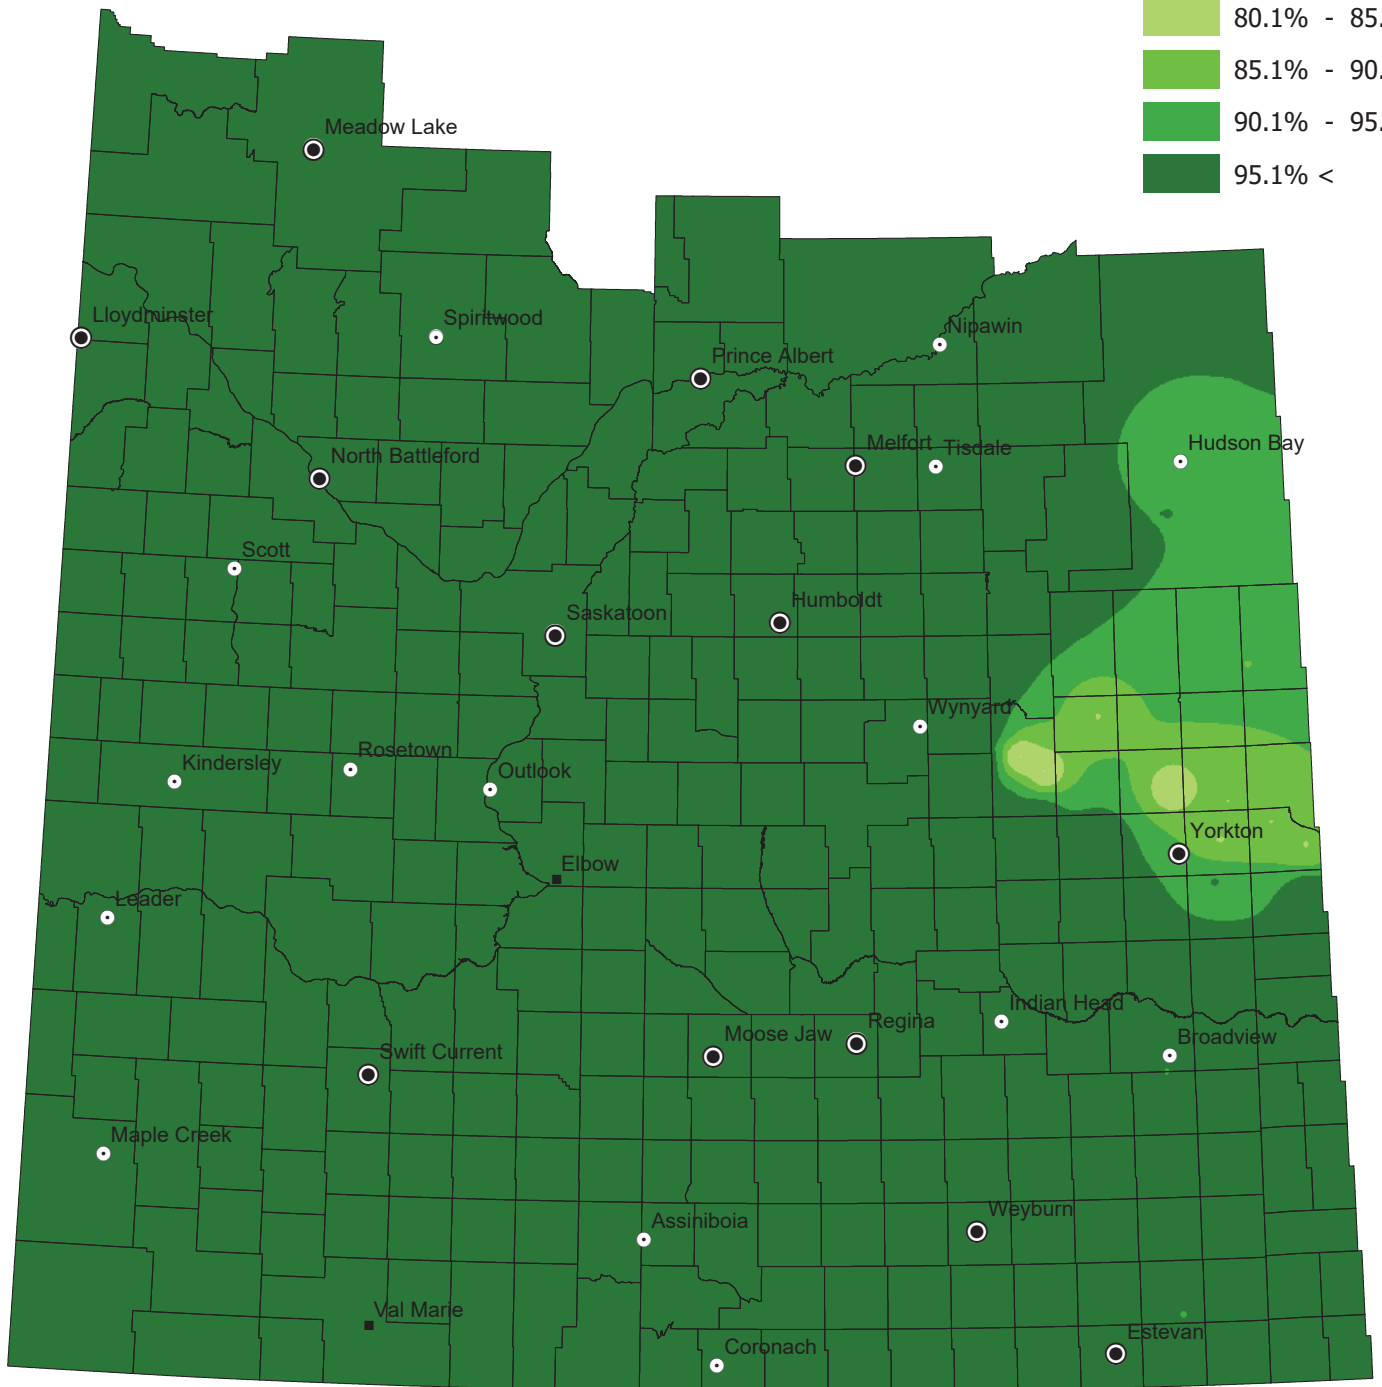 80.1% - 85.
85.1% - 90.
90.1% - 95.
95.1% <
Meadow Lake
Lloydminster
Spiritwood
Nipawin
Prince Albert
Melfort
Tisdale
Hudson Bay
North Battleford
Scott
Humboldt
Saskatoon
Wynyard
Rosetown
Kindersley
Outlook
Yorkton
Elbow
Leader
Indian Head
Regina
Moose Jaw
Broadview
Swift Current
Maple Creek
Weyburn
Assiniboia
Val Marie
Estevan
Coronach